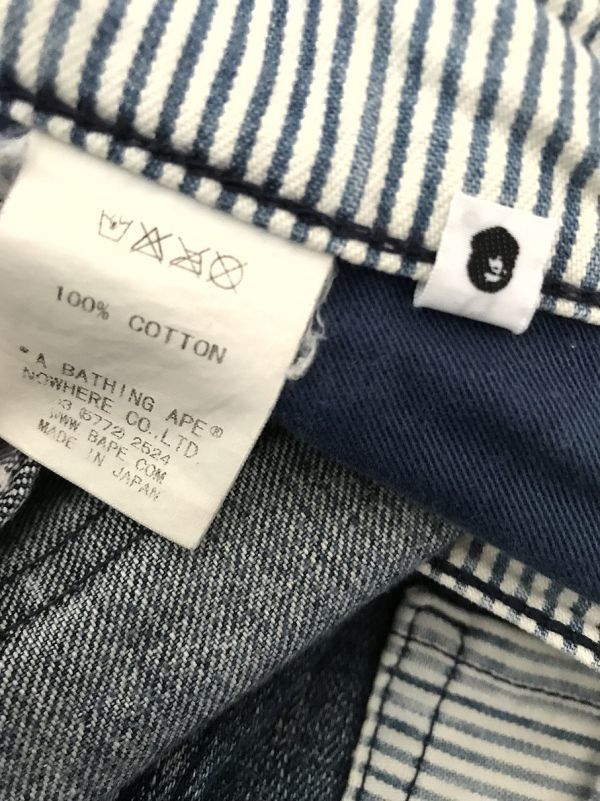 100% COTTON
*A BATHING APE®
NOWHERE CO.,LTD
03 (5772) 2524
WWW BAPE COM
MADE IN JAPAN